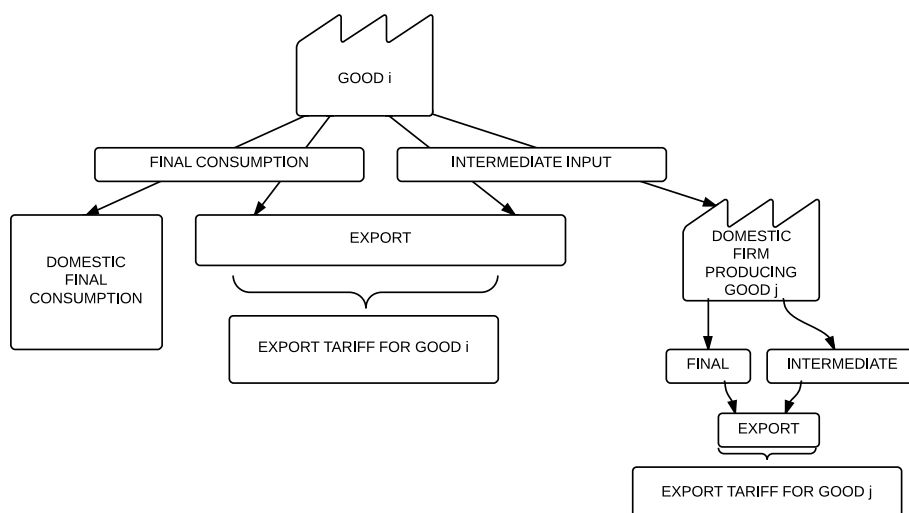 GOOD i
FINAL CONSUMPTION
INTERMEDIATE INPUT
DOMESTIC
FINAL
CONSUMPTION
EXPORT
DOMESTIC
FIRM
PRODUCING
GOOD j
EXPORT TARIFF FOR GOOD i
FINAL
INTERMEDIATE
EXPORT
EXPORT TARIFF FOR GOOD j